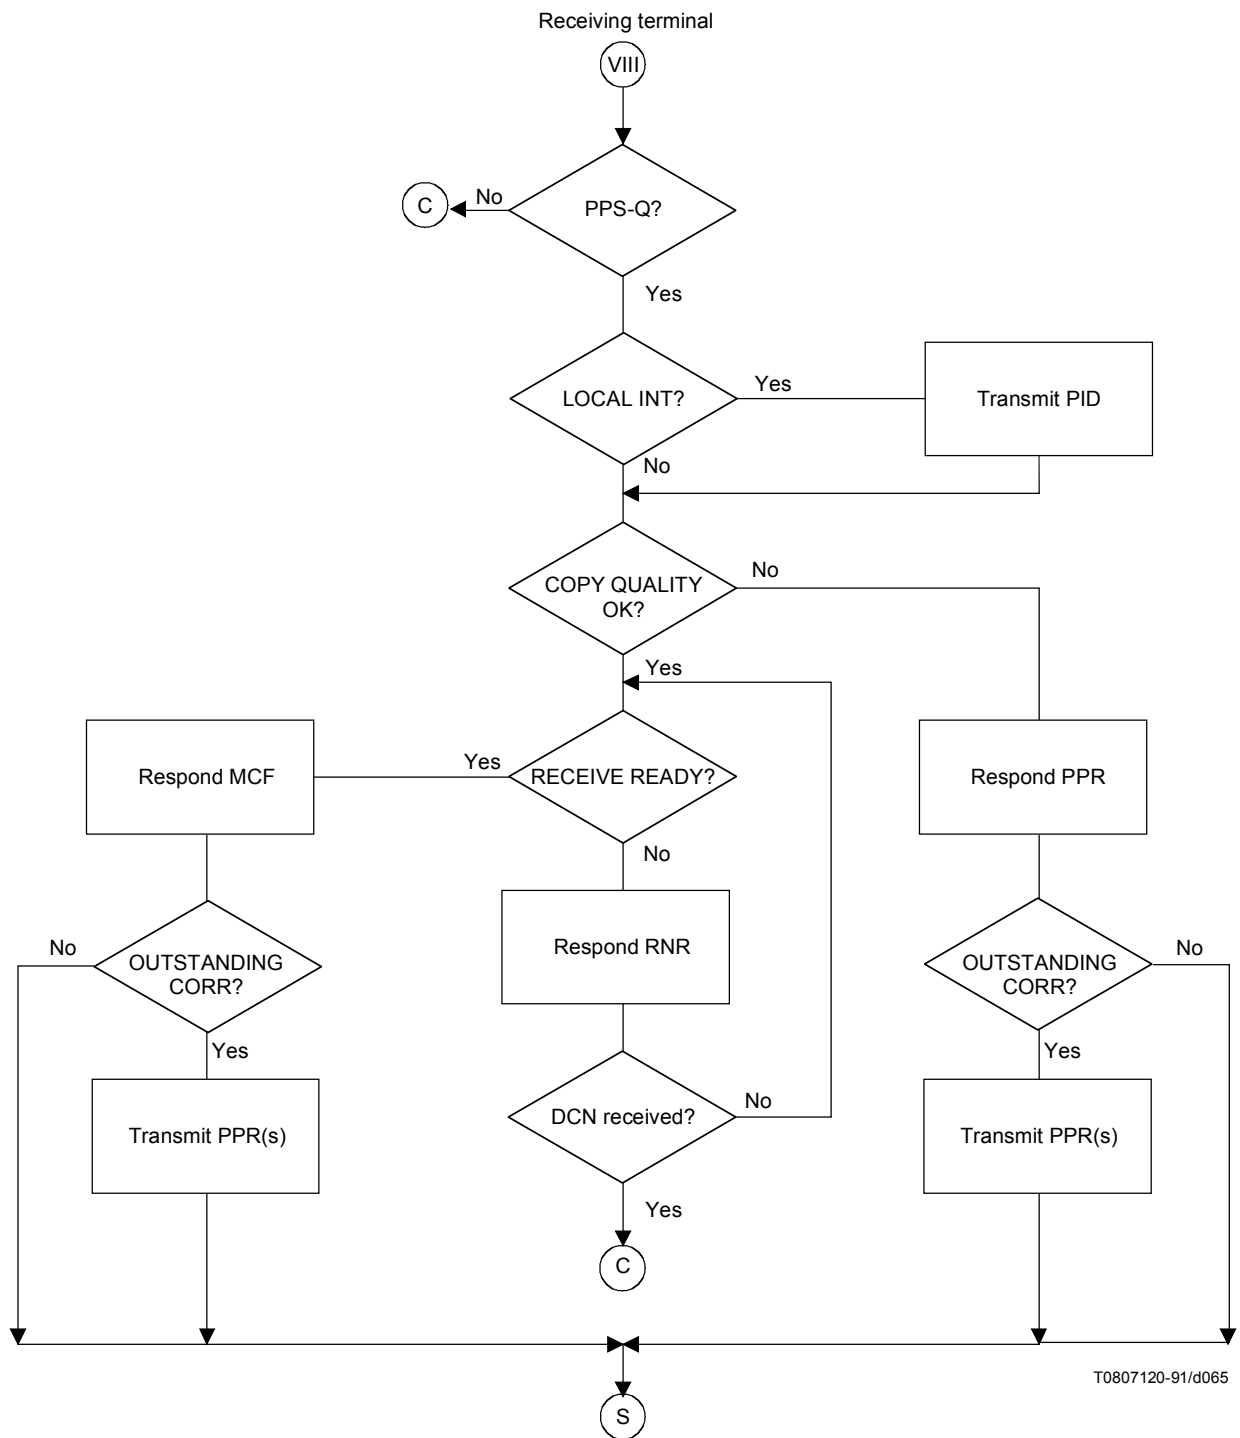 Receiving terminal
VIII
C
No
PPS-Q?
Yes
LOCAL INT?
Yes
Transmit PID
No
COPY QUALITY
OK?
No
Yes
Respond MCF
Yes
RECEIVE READY?
Respond PPR
No
Respond RNR
No
OUTSTANDING
CORR?
Yes
OUTSTANDING
CORR?
No
Yes
Transmit PPR(s)
DCN received?
No
Transmit PPR(s)
Yes
C
T0807120-91/d065
S